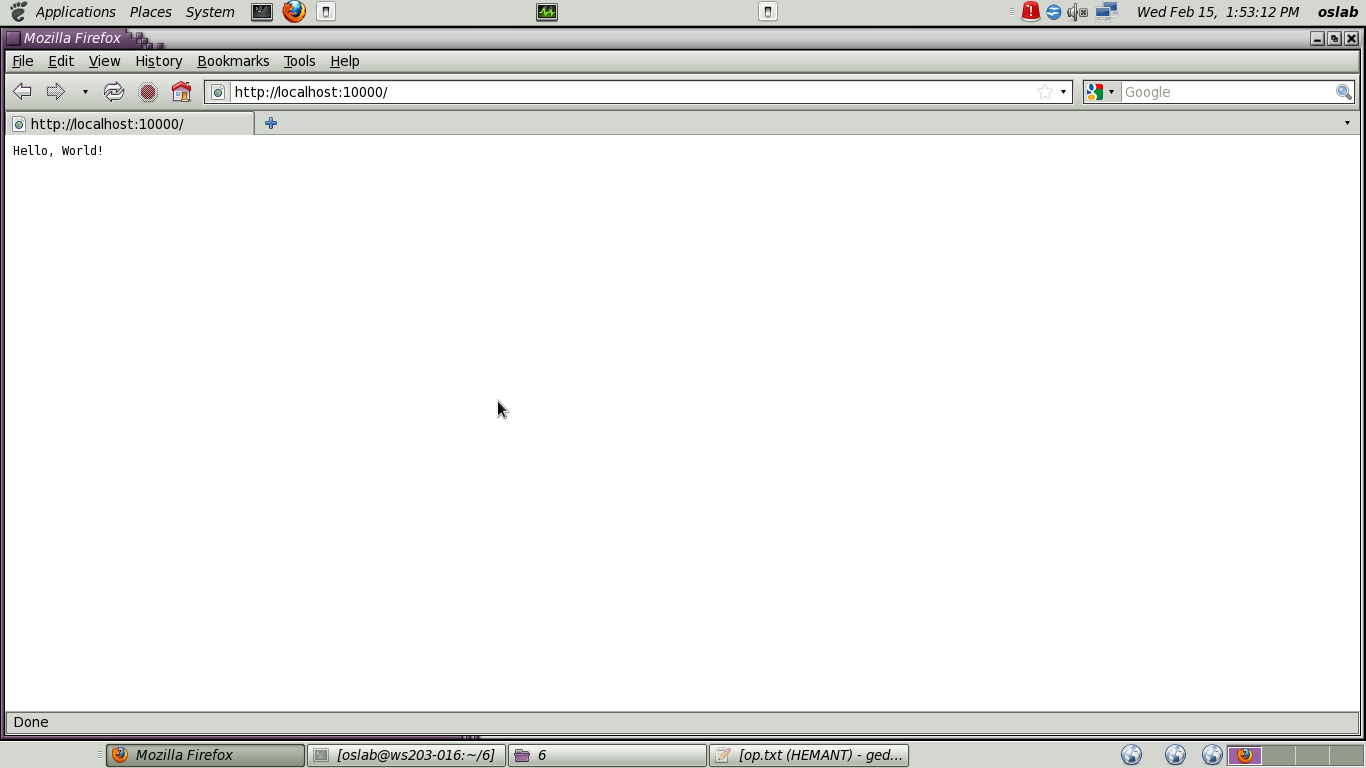 Applications Places System Wed Feb 15, 1:53:12 PM oslab
Mozilla Firefox
File Edit View History Bookmarks Tools Help
http://localhost:10000/ Google
http://localhost:10000/
Hello, World!
Done
Mozilla Firefox [oslab@ws203-016:~/6] 6 [op.txt (HEMANT) - ged...